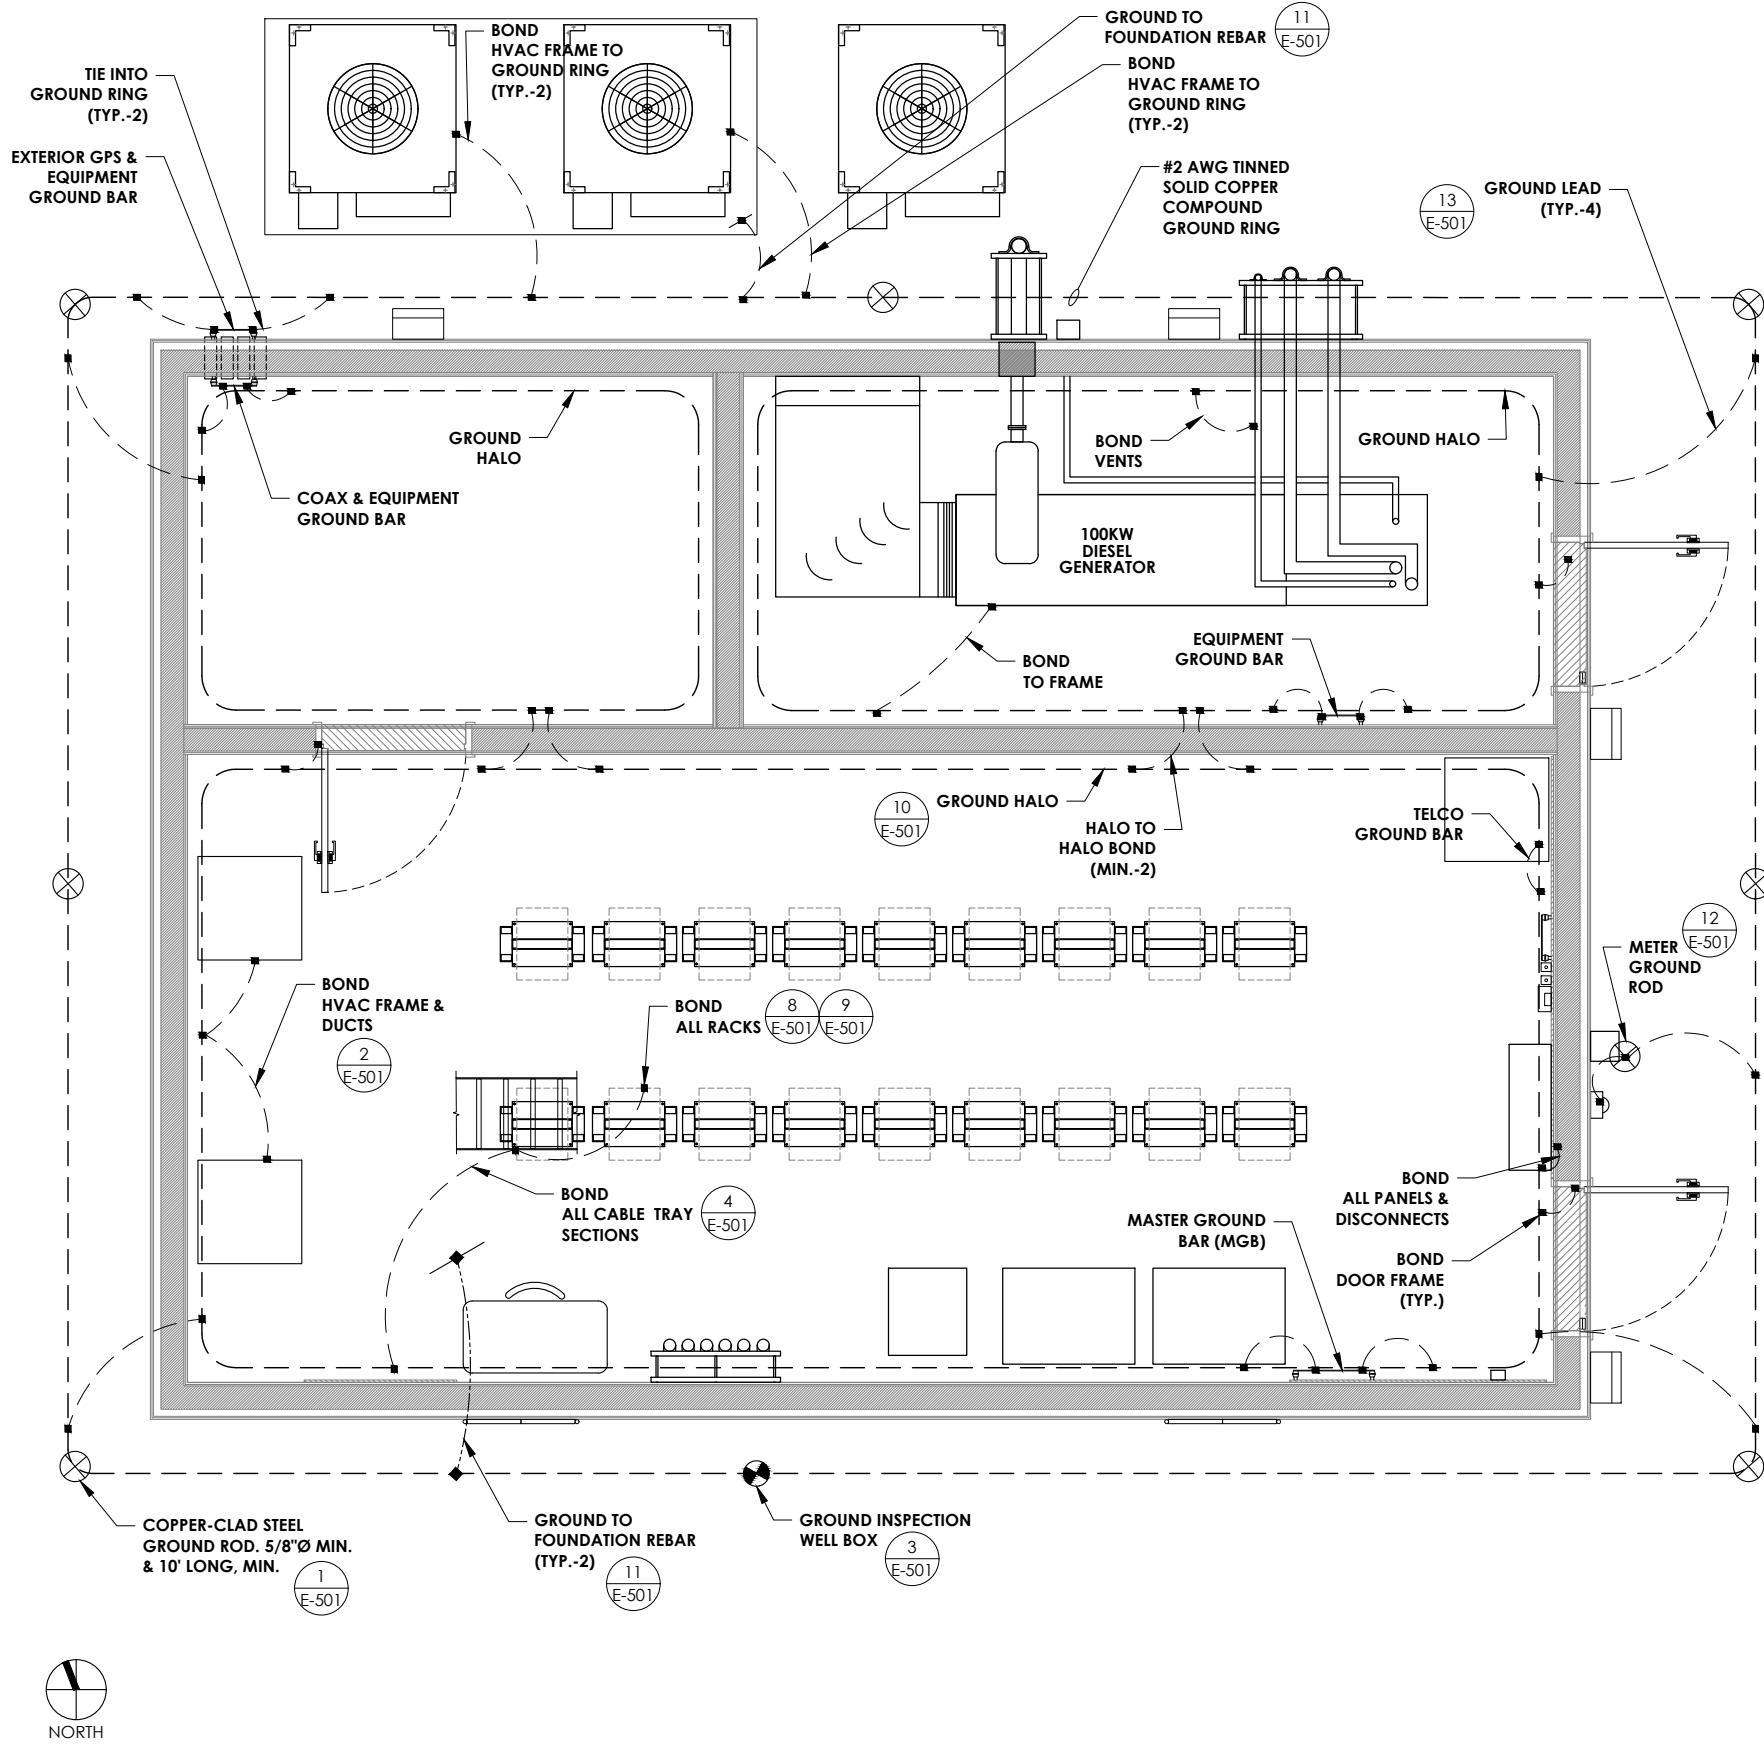 GROUND TO
FOUNDATION REBAR
11
E-501
BOND
HVAC FRAME TO
GROUND RING
(TYP.-2)
BOND
HVAC FRAME TO
GROUND RING
(TYP.-2)
TIE INTO
GROUND RING
(TYP.-2)
EXTERIOR GPS &
EQUIPMENT
GROUND BAR
#2 AWG TINNED
SOLID COPPER
COMPOUND
GROUND RING
13
E-501
GROUND LEAD
(TYP.-4)
GROUND
HALO
BOND
VENTS
GROUND HALO
COAX & EQUIPMENT
GROUND BAR
100KW
DIESEL
GENERATOR
EQUIPMENT
GROUND BAR
BOND
TO FRAME
10
E-501
GROUND HALO
HALO TO
HALO BOND
(MIN.-2)
TELCO
GROUND BAR
12
E-501
METER
GROUND
ROD
BOND
HVAC FRAME &
DUCTS
2
E-501
BOND
ALL RACKS
8
E-501
9
E-501
BOND
ALL CABLE TRAY
SECTIONS
4
E-501
BOND
ALL PANELS &
DISCONNECTS
MASTER GROUND
BAR (MGB)
BOND
DOOR FRAME
(TYP.)
COPPER-CLAD STEEL
GROUND ROD. 5/8"Ø MIN.
& 10' LONG, MIN.
1
E-501
GROUND TO
FOUNDATION REBAR
(TYP.-2)
11
E-501
GROUND INSPECTION
WELL BOX
3
E-501
NORTH